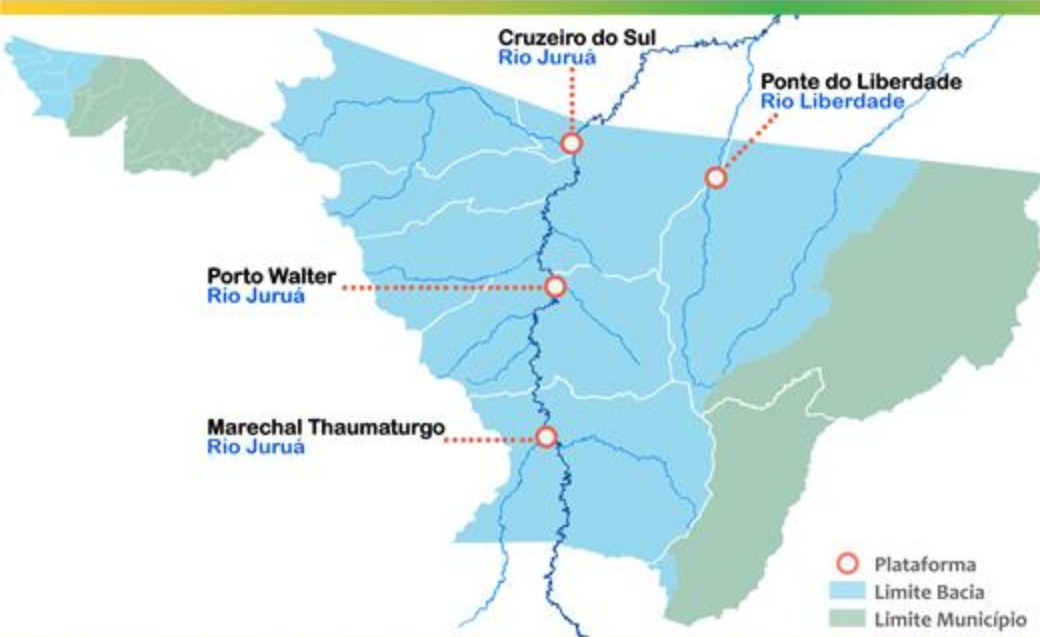 Cruzeiro do Sul
Rio Juruá
Ponte do Liberdade
Rio Liberdade
Porto Walter
Rio Juruá
Marechal Thaumaturgo
Rio Juruá
Plataforma
Limite Bacia
Limite Município